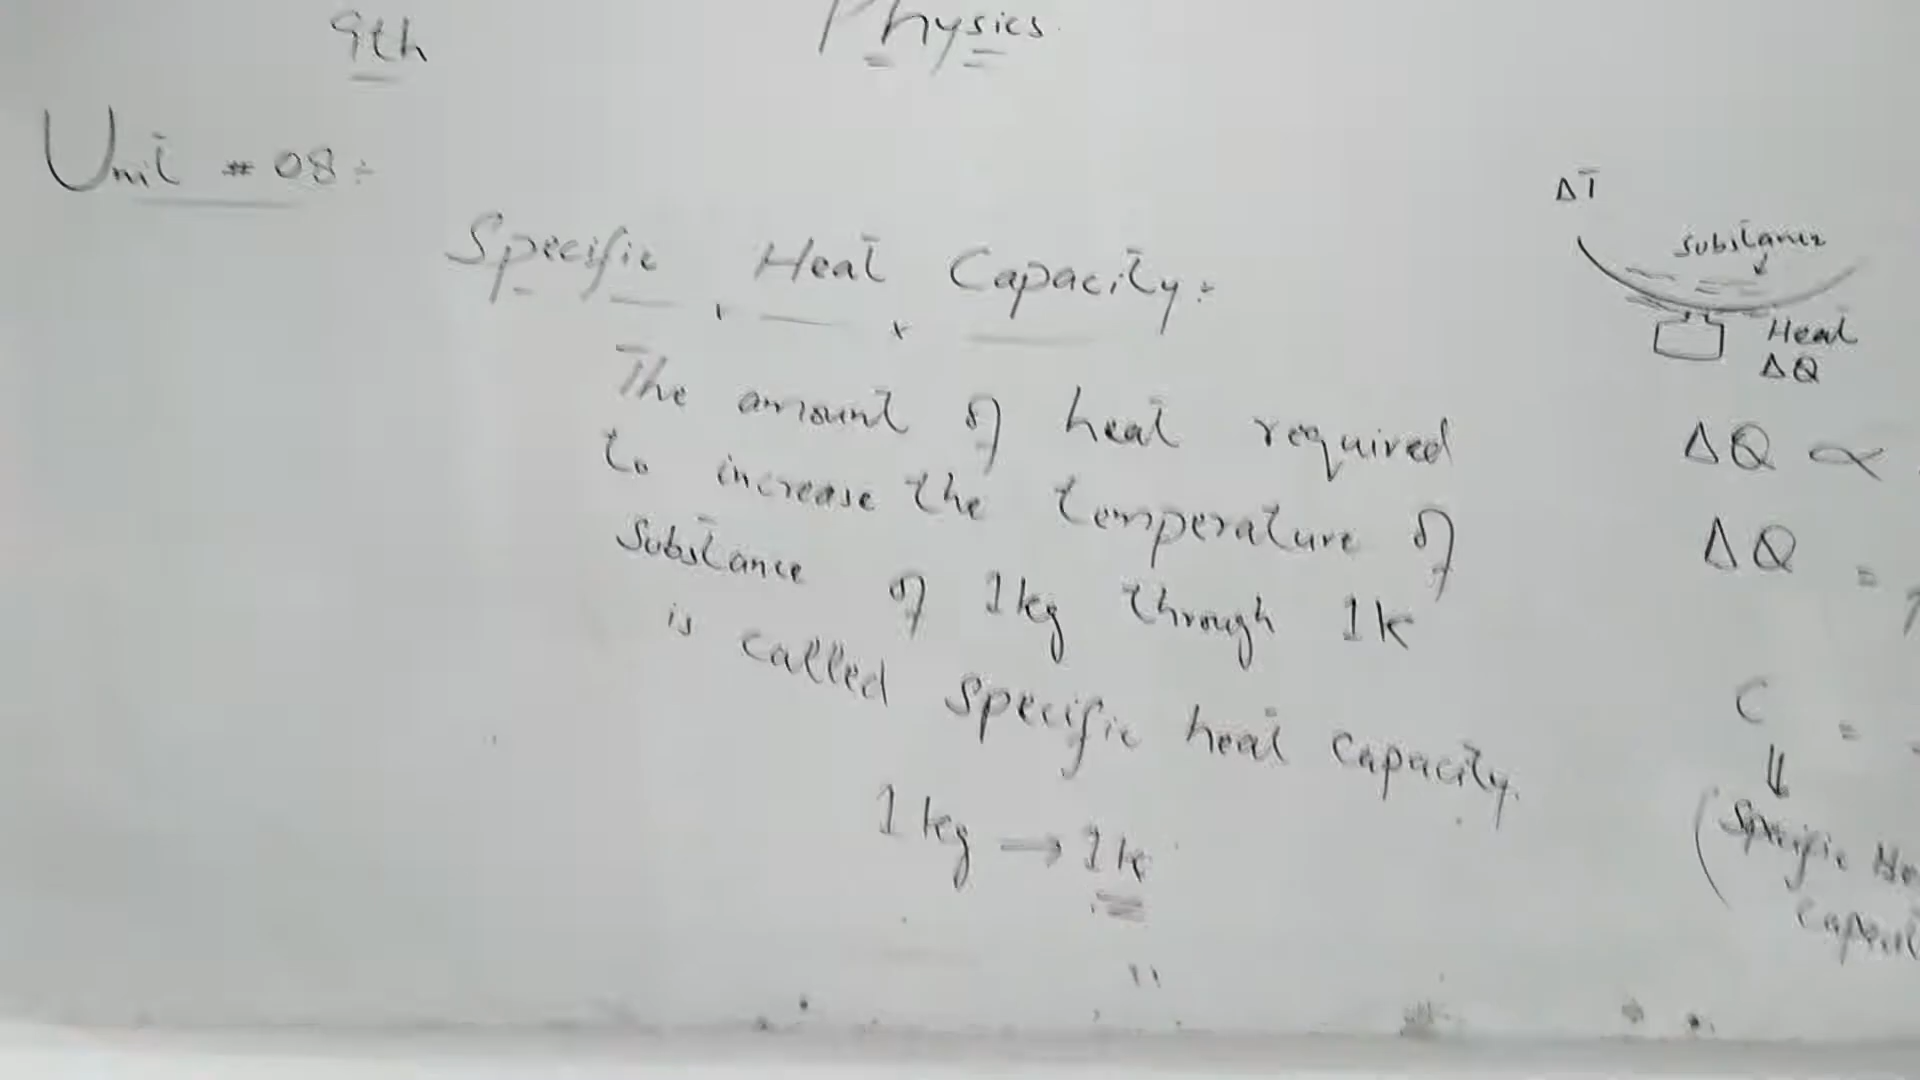 9th Physics
Unit # 08:
Specific Heat Capacity:
The amount of heat required
to increase the temperature of
substance of 1kg through 1k
is called specific heat capacity.
1kg → 1k
ΔT
substance
Heat
ΔQ
ΔQ ∝
ΔQ =
C =
⇓
(Specific